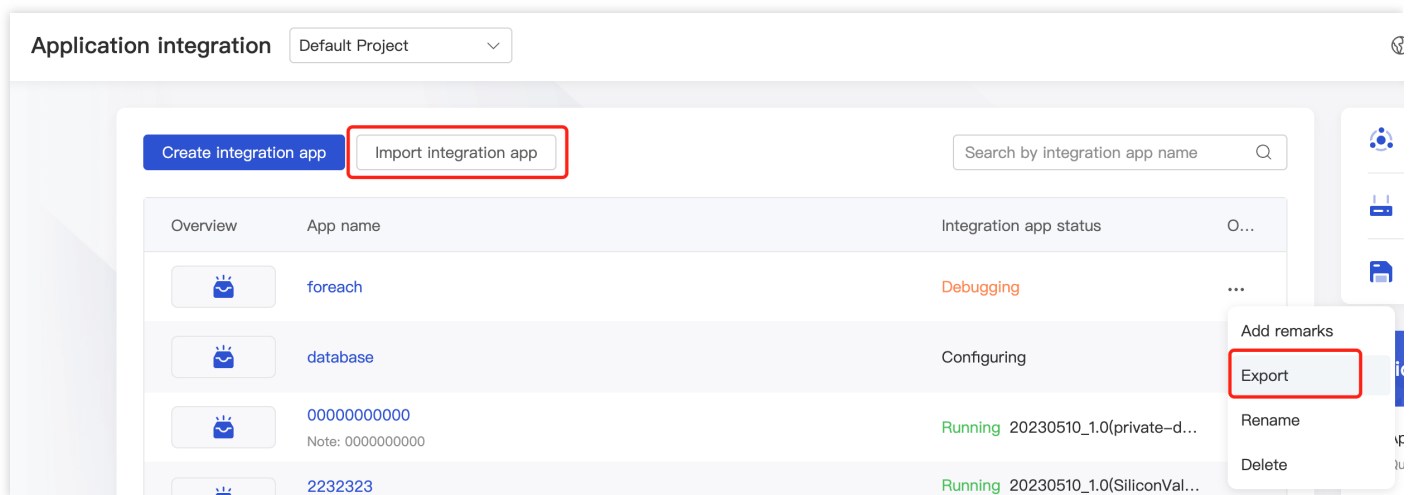 Application integration Default Project
Create integration app Import integration app Search by integration app name
Overview App name Integration app status O...
foreach Debugging
Add remarks
database Configuring
Export
00000000000
Note: 0000000000
Running 20230510_1.0(private-d...
Rename
Delete
2232323 Running 20230510_1.0(SiliconVal...